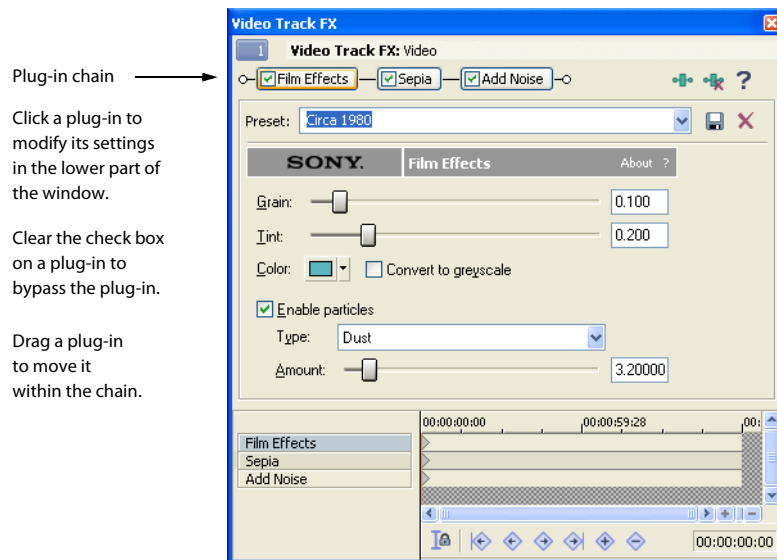 Video Track FX
1 Video Track FX: Video
Plug-in chain
Film Effects Sepia Add Noise ?
Click a plug-in to
modify its settings
in the lower part of
the window.
Clear the check box
on a plug-in to
bypass the plug-in.
Drag a plug-in
to move it
within the chain.
Preset: Circa 1980
SONY. Film Effects About ?
Grain: 0.100
Tint: 0.200
Color: Convert to greyscale
Enable particles
Type: Dust
Amount: 3.20000
00:00:00:00 00:00:59:28 00:
Film Effects
Sepia
Add Noise
00:00:00:00